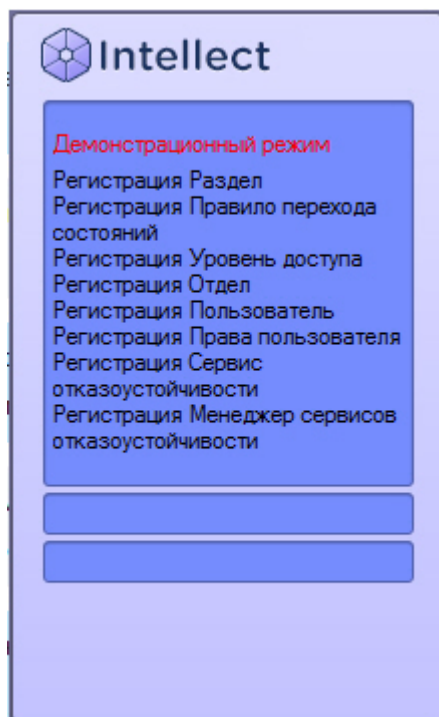 Intellect
Демонстрационный режим
Регистрация Раздел
Регистрация Правило перехода
состояний
Регистрация Уровень доступа
Регистрация Отдел
Регистрация Пользователь
Регистрация Права пользователя
Регистрация Сервис
отказоустойчивости
Регистрация Менеджер сервисов
отказоустойчивости